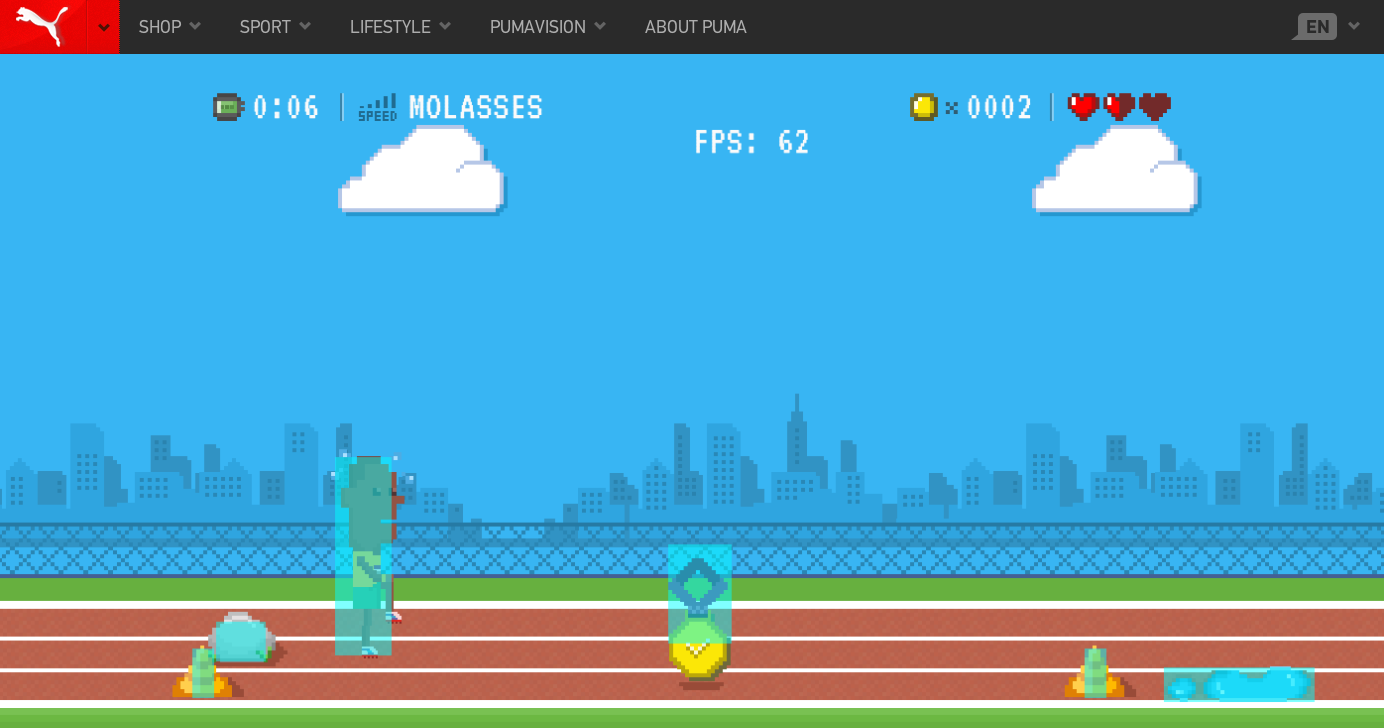 SHOP SPORT LIFESTYLE PUMAVISION ABOUT PUMA EN
0:06 SPEED MOLASSES × 0002
FPS: 62